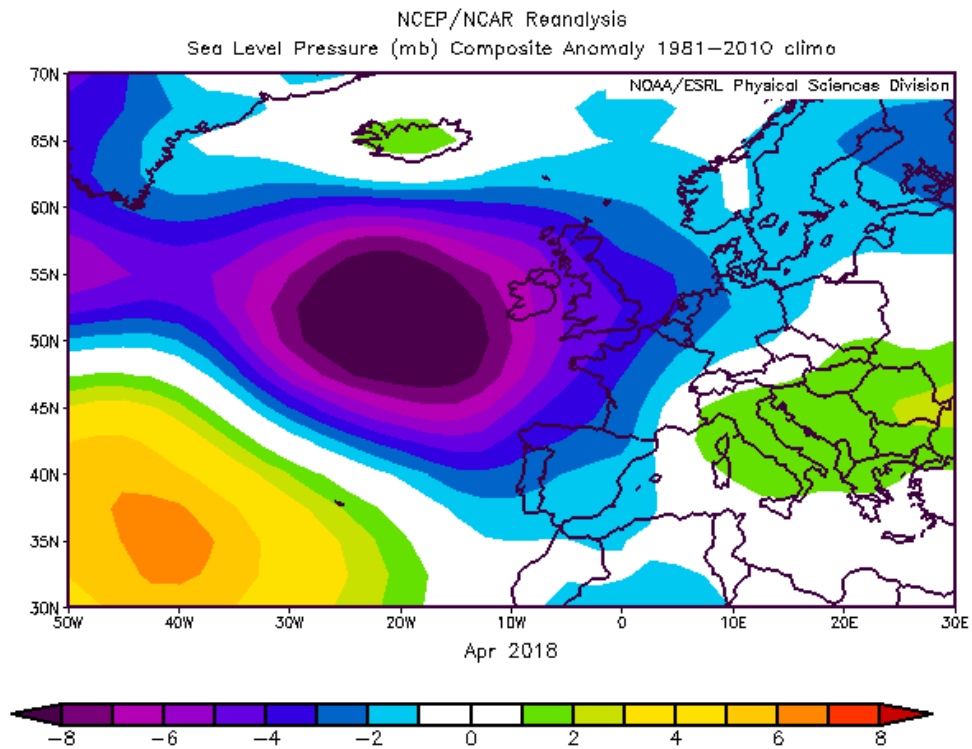 NCEP/NCAR Reanalysis
Sea Level Pressure (mb) Composite Anomaly 1981−2010 climo
NOAA/ESRL Physical Sciences Division
70N
65N
60N
55N
50N
45N
40N
35N
30N
50W 40W 30W 20W 10W 0 10E 20E 30E
Apr 2018
−8 −6 −4 −2 0 2 4 6 8